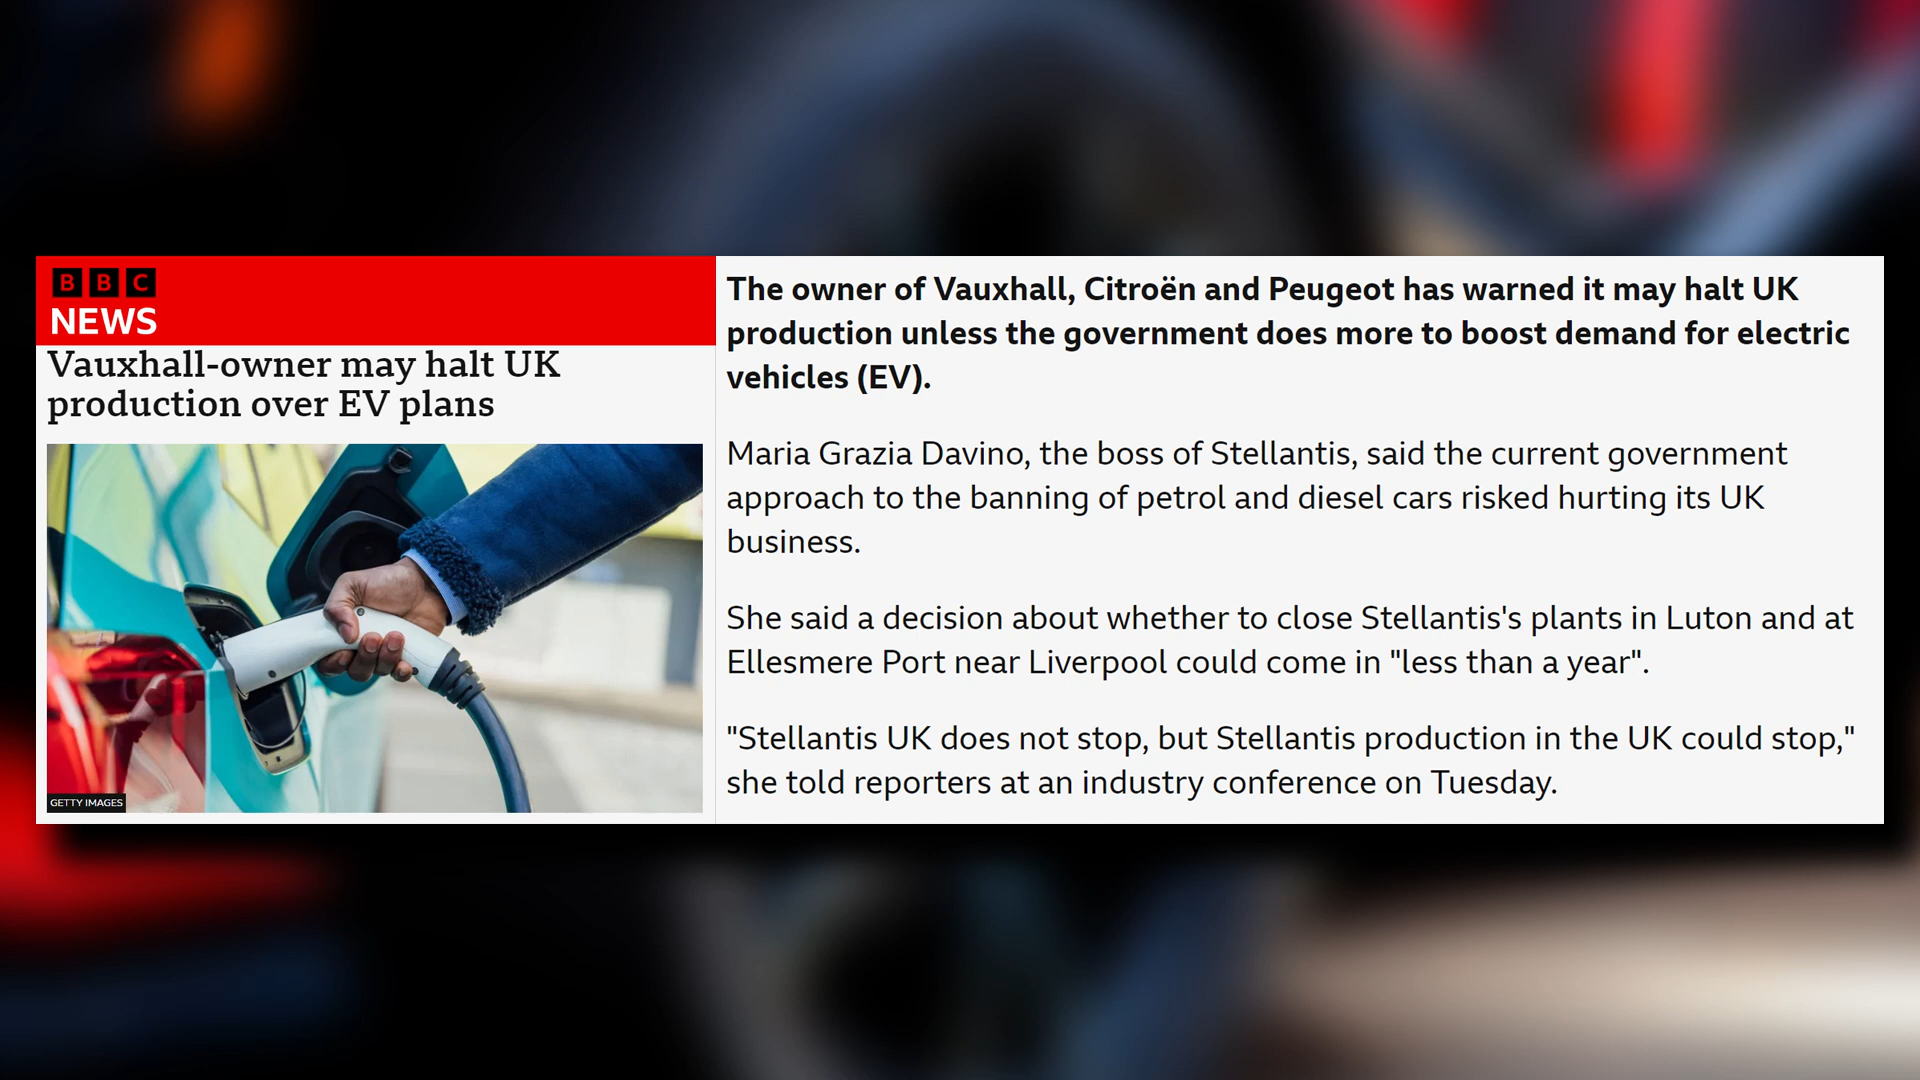 BBC
NEWS
Vauxhall-owner may halt UK
production over EV plans
GETTY IMAGES
The owner of Vauxhall, Citroën and Peugeot has warned it may halt UK
production unless the government does more to boost demand for electric
vehicles (EV).
Maria Grazia Davino, the boss of Stellantis, said the current government
approach to the banning of petrol and diesel cars risked hurting its UK
business.
She said a decision about whether to close Stellantis's plants in Luton and at
Ellesmere Port near Liverpool could come in "less than a year".
"Stellantis UK does not stop, but Stellantis production in the UK could stop,"
she told reporters at an industry conference on Tuesday.